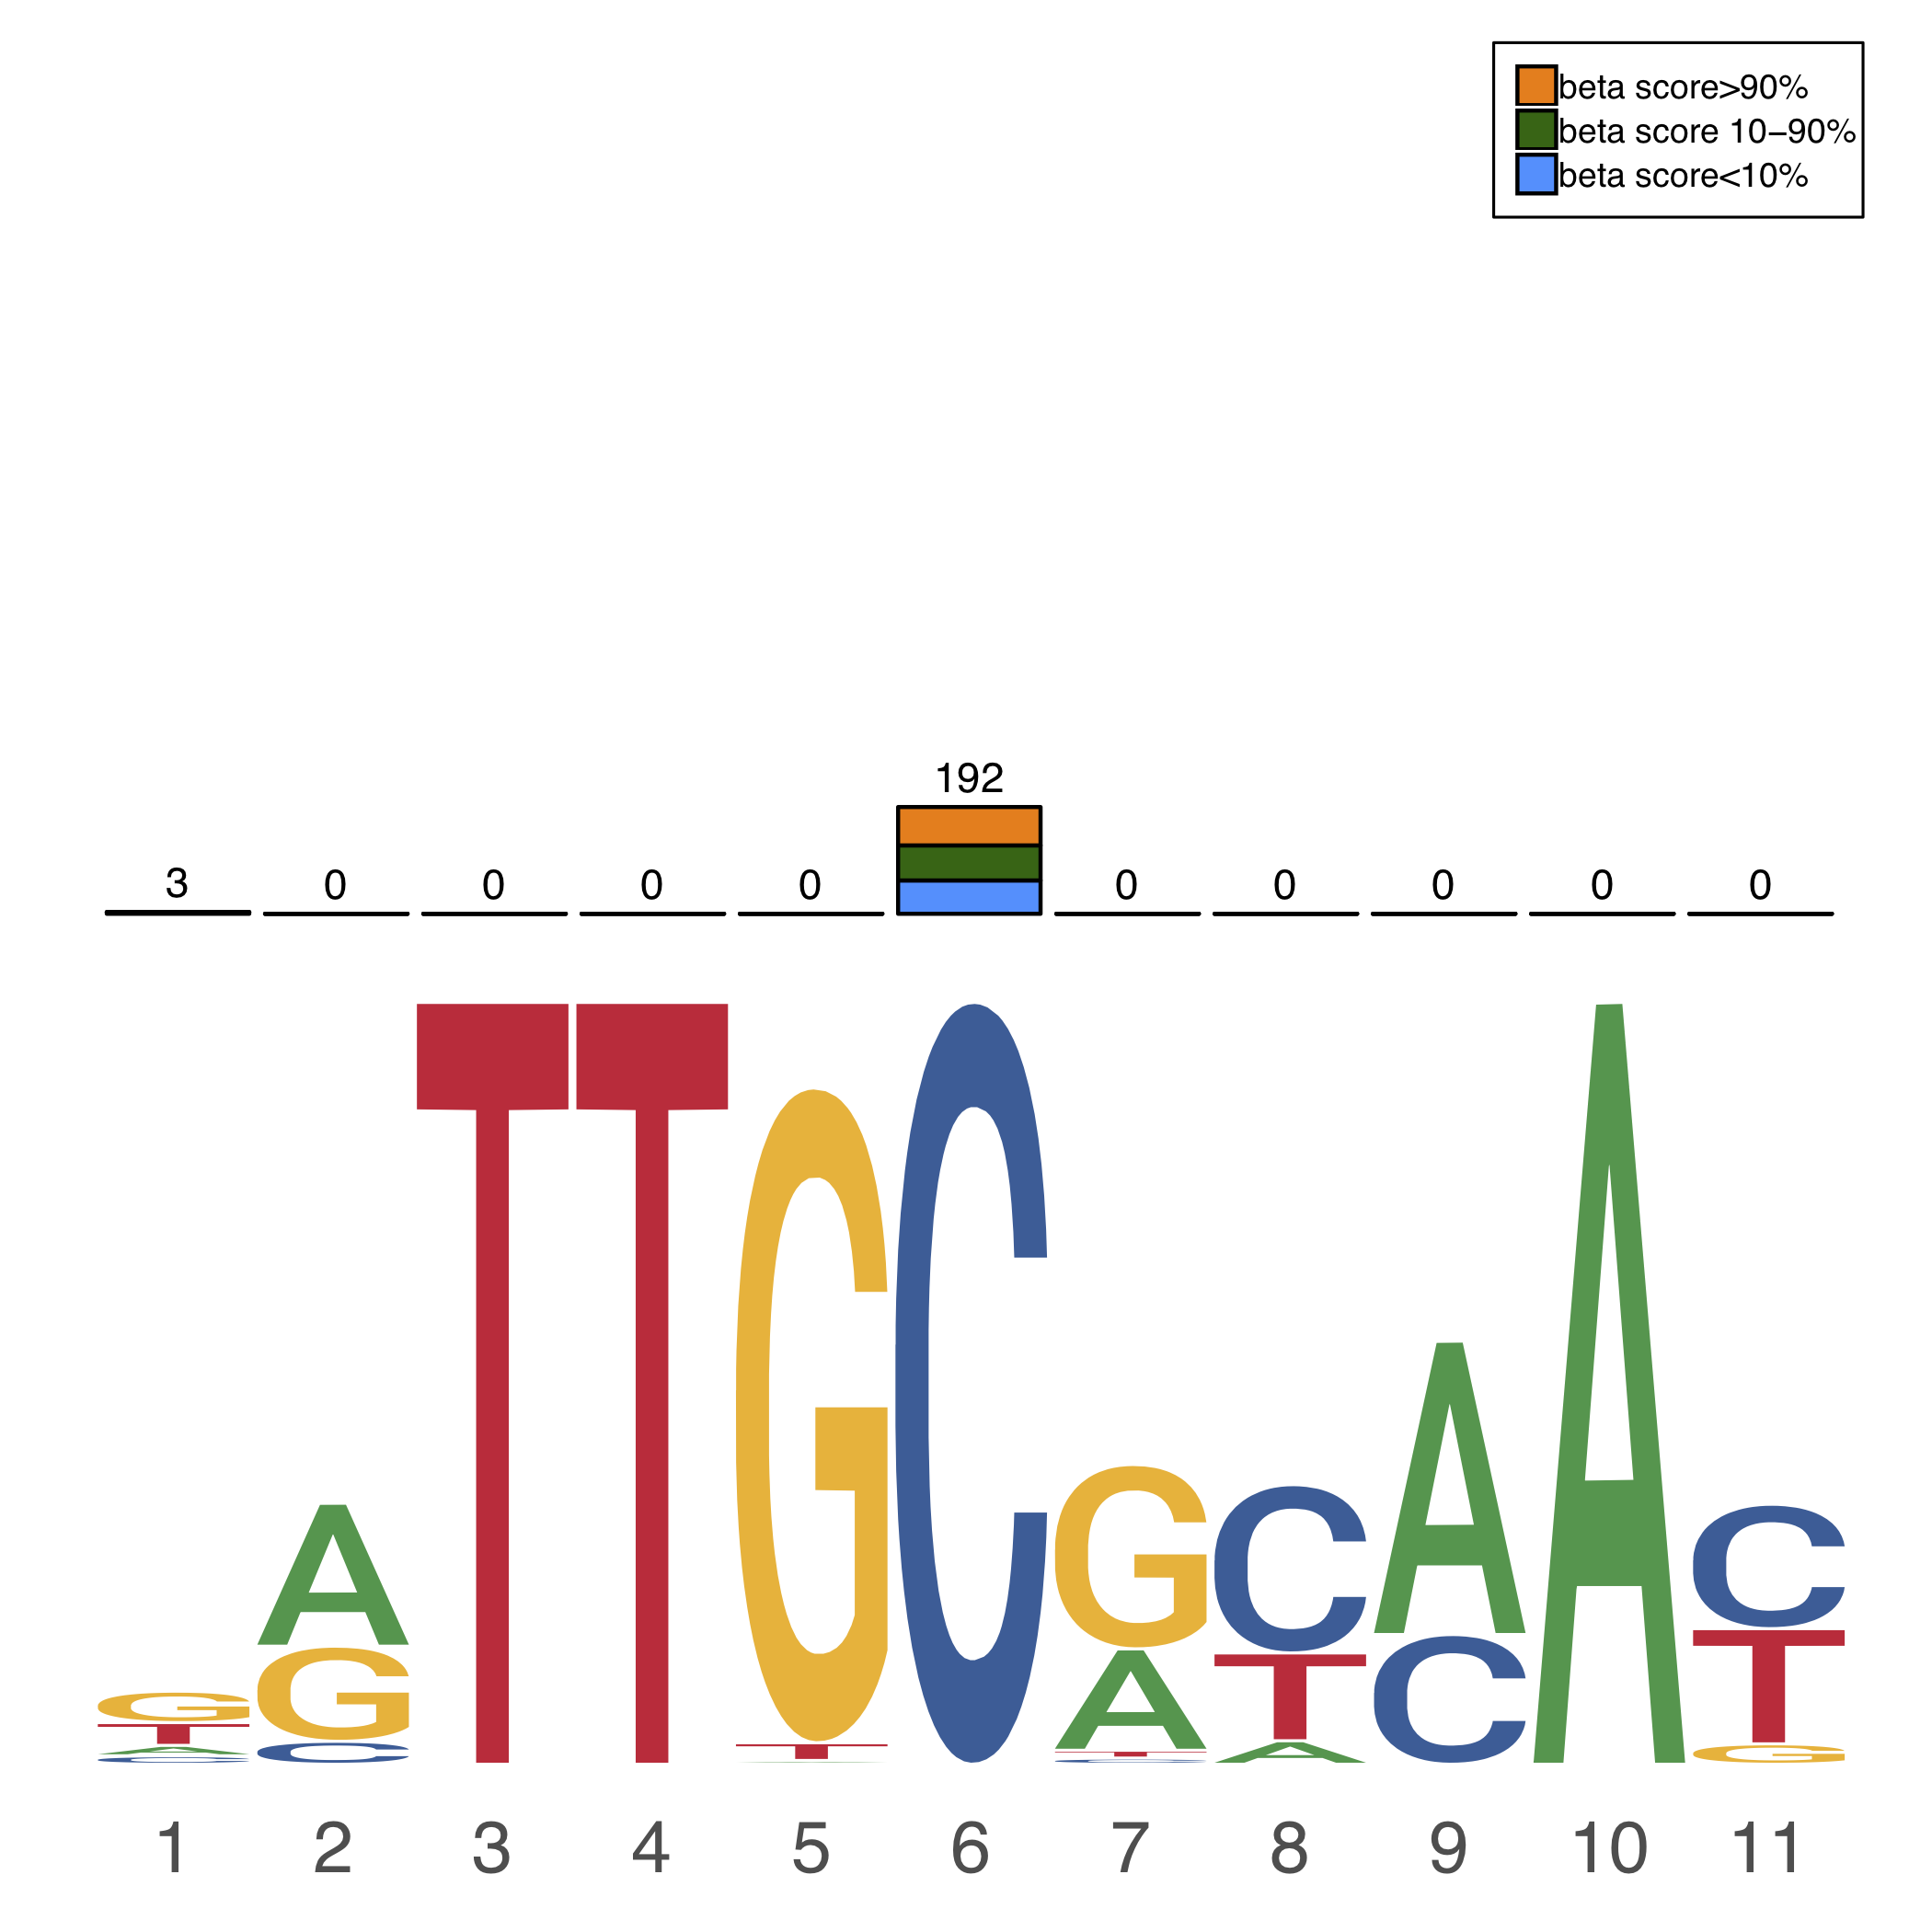 beta score>90%
beta score 10−90%
beta score<10%
192
3 0 0 0 0 0 0 0 0 0
T T G C G C A A C
A G T A T C T
G T A C C T C A G
1 2 3 4 5 6 7 8 9 10 11